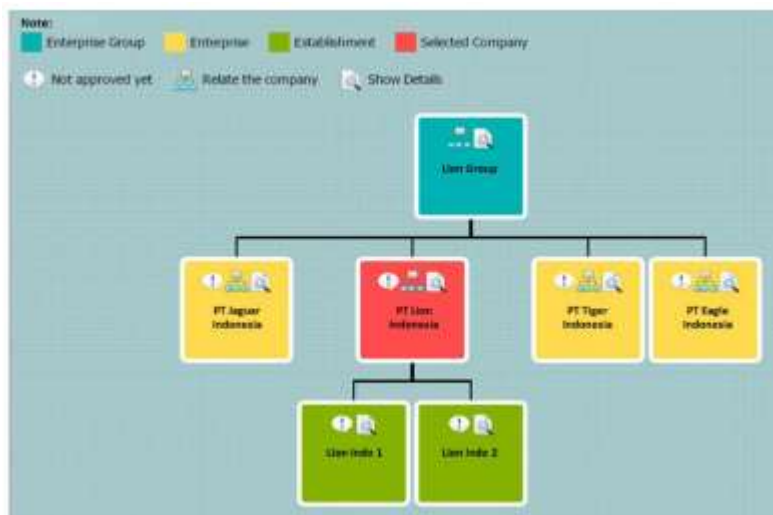 Note:
Enterprise Group Enterprise Establishment Selected Company
Not approved yet Relate the company Show Details
Lion Group
PT Jaguar
Indonesia
PT Lion
Indonesia
PT Tiger
Indonesia
PT Eagle
Indonesia
Lion Indo 1
Lion Indo 2